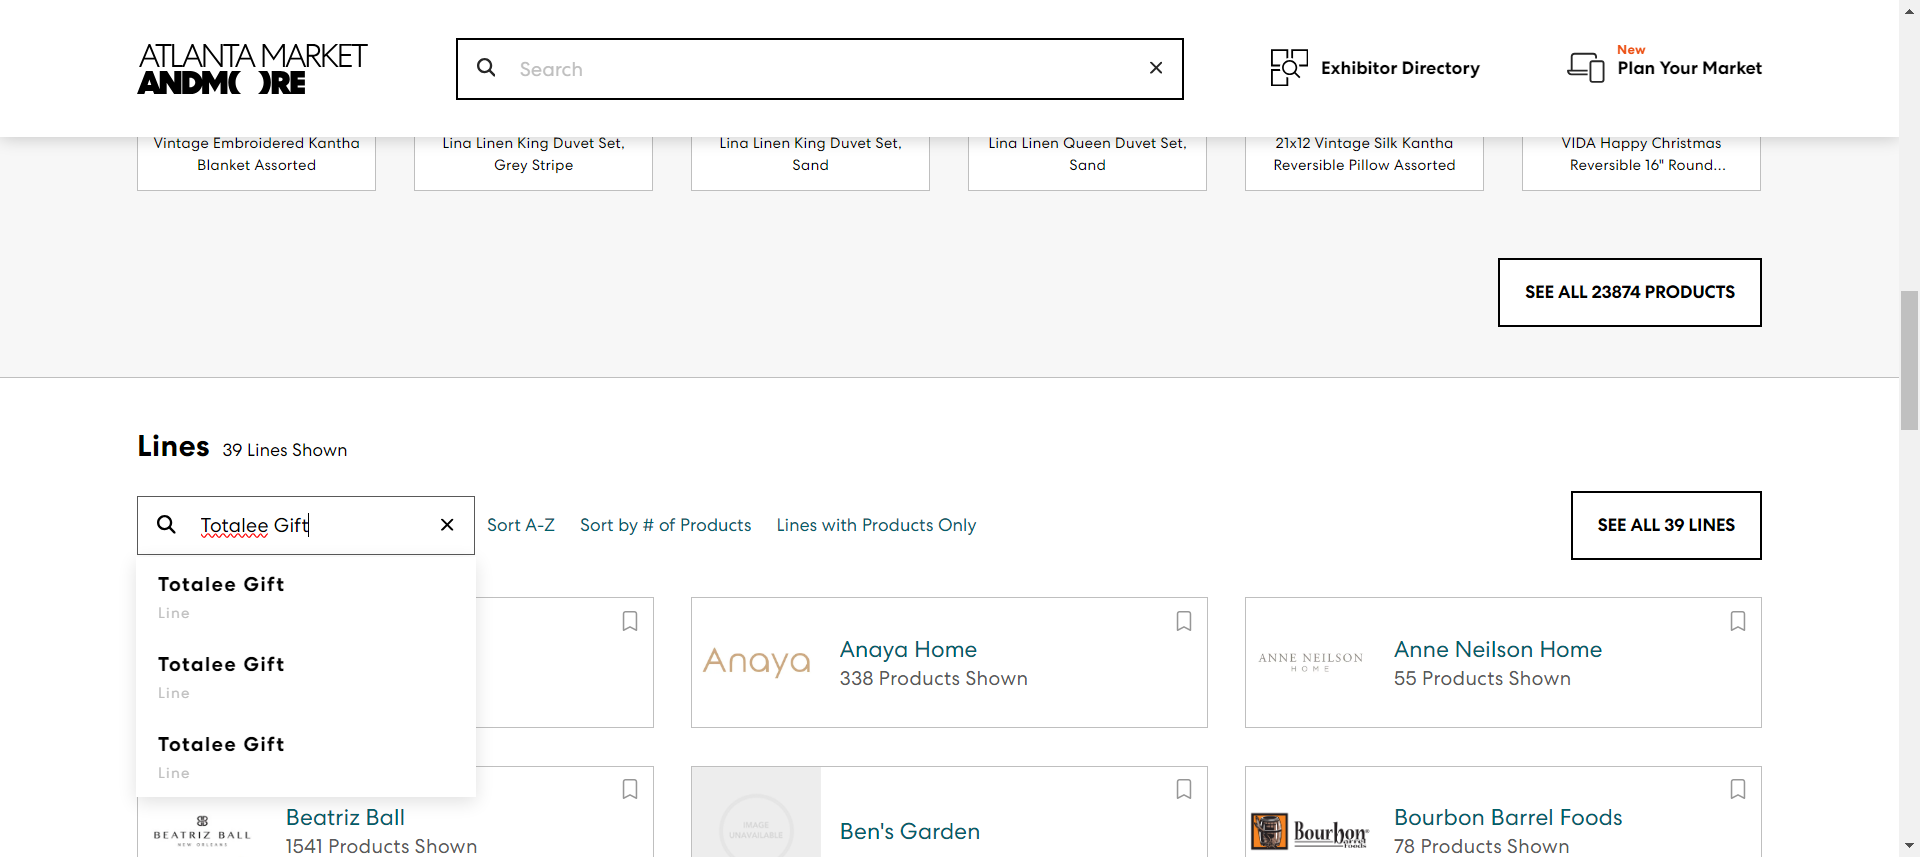 ATLANTA MARKET
ANDMORE
Search
Exhibitor Directory
New
Plan Your Market
Vintage Embroidered Kantha
Blanket Assorted
Lina Linen King Duvet Set,
Grey Stripe
Lina Linen King Duvet Set,
Sand
Lina Linen Queen Duvet Set,
Sand
21x12 Vintage Silk Kantha
Reversible Pillow Assorted
VIDA Happy Christmas
Reversible 16" Round...
SEE ALL 23874 PRODUCTS
Lines 39 Lines Shown
Totalee Gift
Sort A-Z Sort by # of Products Lines with Products Only
SEE ALL 39 LINES
Totalee Gift
Line
Totalee Gift
Line
Totalee Gift
Line
Anaya
Anaya Home
338 Products Shown
ANNE NEILSON
HOME
Anne Neilson Home
55 Products Shown
BEATRIZ BALL
NEW ORLEANS
Beatriz Ball
1541 Products Shown
IMAGE
UNAVAILABLE
Ben's Garden
Bourbon
Barrel
Foods
Bourbon Barrel Foods
78 Products Shown